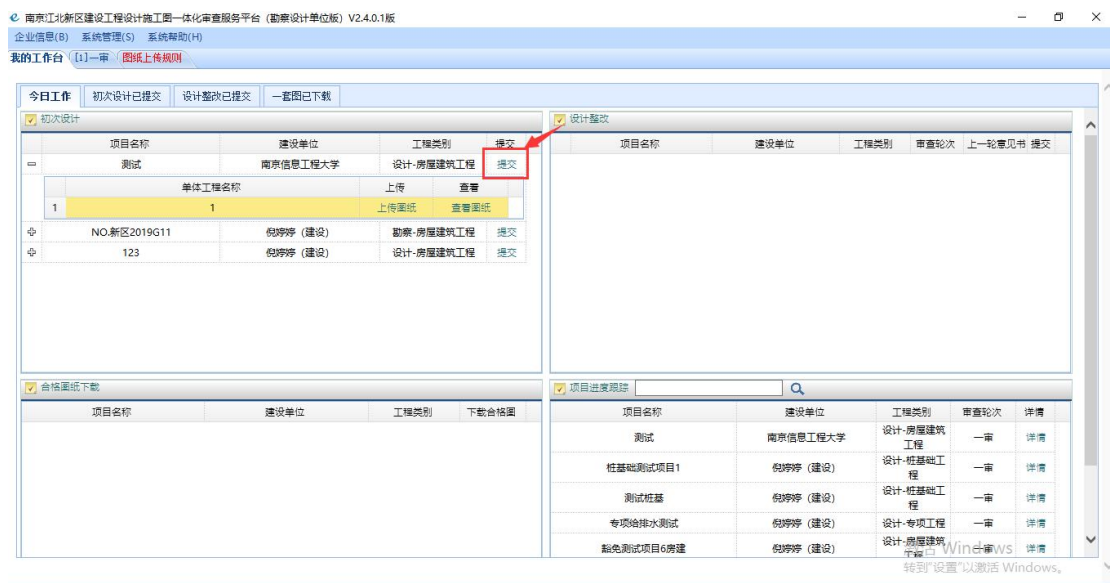 南京江北新区建设工程设计施工图一体化审查服务平台（勘察设计单位版）V2.4.0.1版
企业信息(B) 系统管理(S) 系统帮助(H)
我的工作台 [1]一审 图纸上传规则
今日工作 初次设计已提交 设计整改已提交 一套图已下载
初次设计
项目名称 建设单位 工程类别 提交
测试 南京信息工程大学 设计-房屋建筑工程 提交
单体工程名称 上传 查看
1 1 上传图纸 查看图纸
NO.新区2019G11 倪婷婷（建设） 勘察-房屋建筑工程 提交
123 倪婷婷（建设） 设计-房屋建筑工程 提交
设计整改
项目名称 建设单位 工程类别 审查轮次 上一轮意见书 提交
合格图纸下载
项目名称 建设单位 工程类别 下载合格图
项目进度跟踪
项目名称 建设单位 工程类别 审查轮次 详情
测试 南京信息工程大学 设计-房屋建筑工程 一审 详情
桩基础测试项目1 倪婷婷（建设） 设计-桩基础工程 一审 详情
测试桩基 倪婷婷（建设） 设计-桩基础工程 一审 详情
专项给排水测试 倪婷婷（建设） 设计-专项工程 一审 详情
豁免测试项目6房建 倪婷婷（建设） 设计-房屋建筑工程 一审 详情
激活 Windows
转到"设置"以激活 Windows。